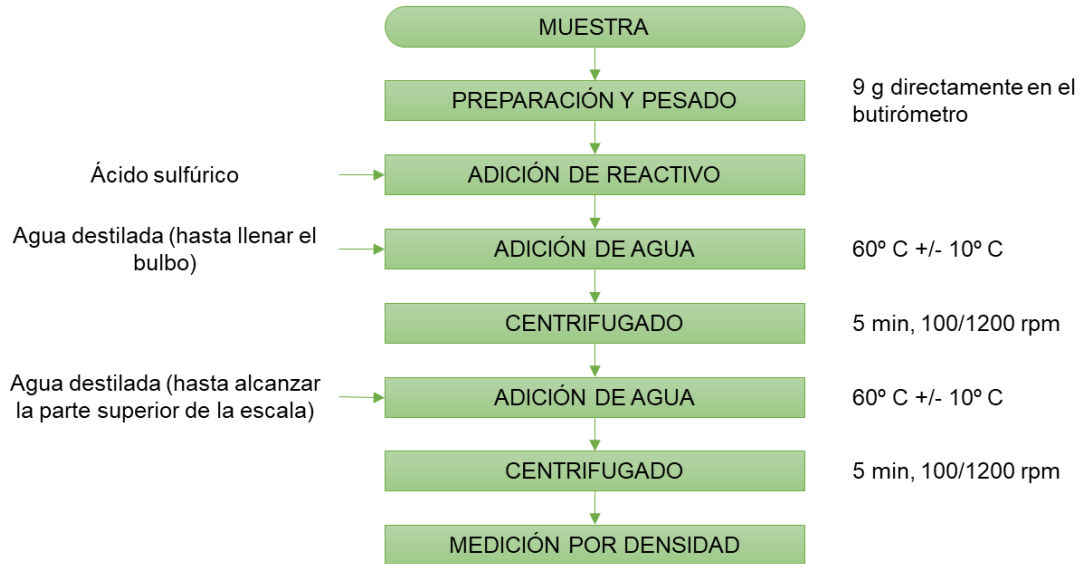 MUESTRA
PREPARACIÓN Y PESADO
9 g directamente en el
butirómetro
Ácido sulfúrico
ADICIÓN DE REACTIVO
Agua destilada (hasta llenar el
bulbo)
ADICIÓN DE AGUA
60º C +/- 10º C
CENTRIFUGADO
5 min, 100/1200 rpm
Agua destilada (hasta alcanzar
la parte superior de la escala)
ADICIÓN DE AGUA
60º C +/- 10º C
CENTRIFUGADO
5 min, 100/1200 rpm
MEDICIÓN POR DENSIDAD